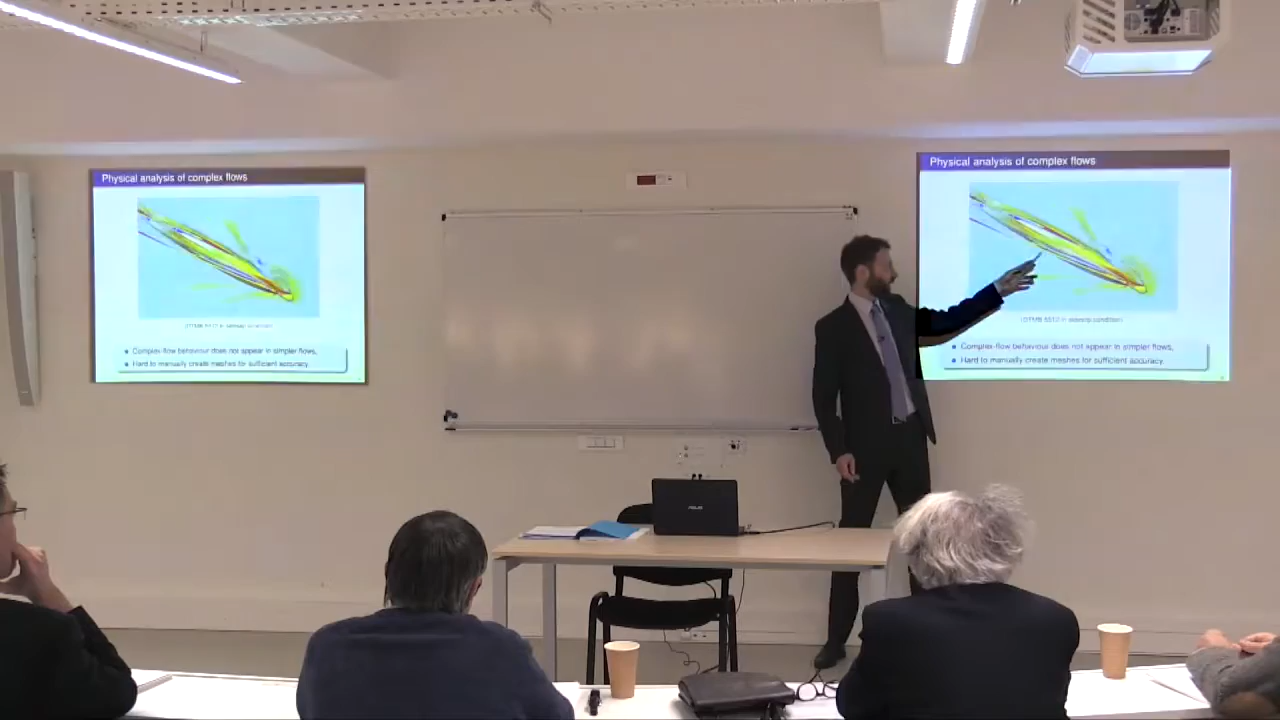 Physical analysis of complex flows
Complex-flow behaviour does not appear in simpler flows,
Hard to manually create meshes for sufficient accuracy.
ASUS
Physical analysis of complex flows
Complex-flow behaviour does not appear in simpler flows,
Hard to manually create meshes for sufficient accuracy.